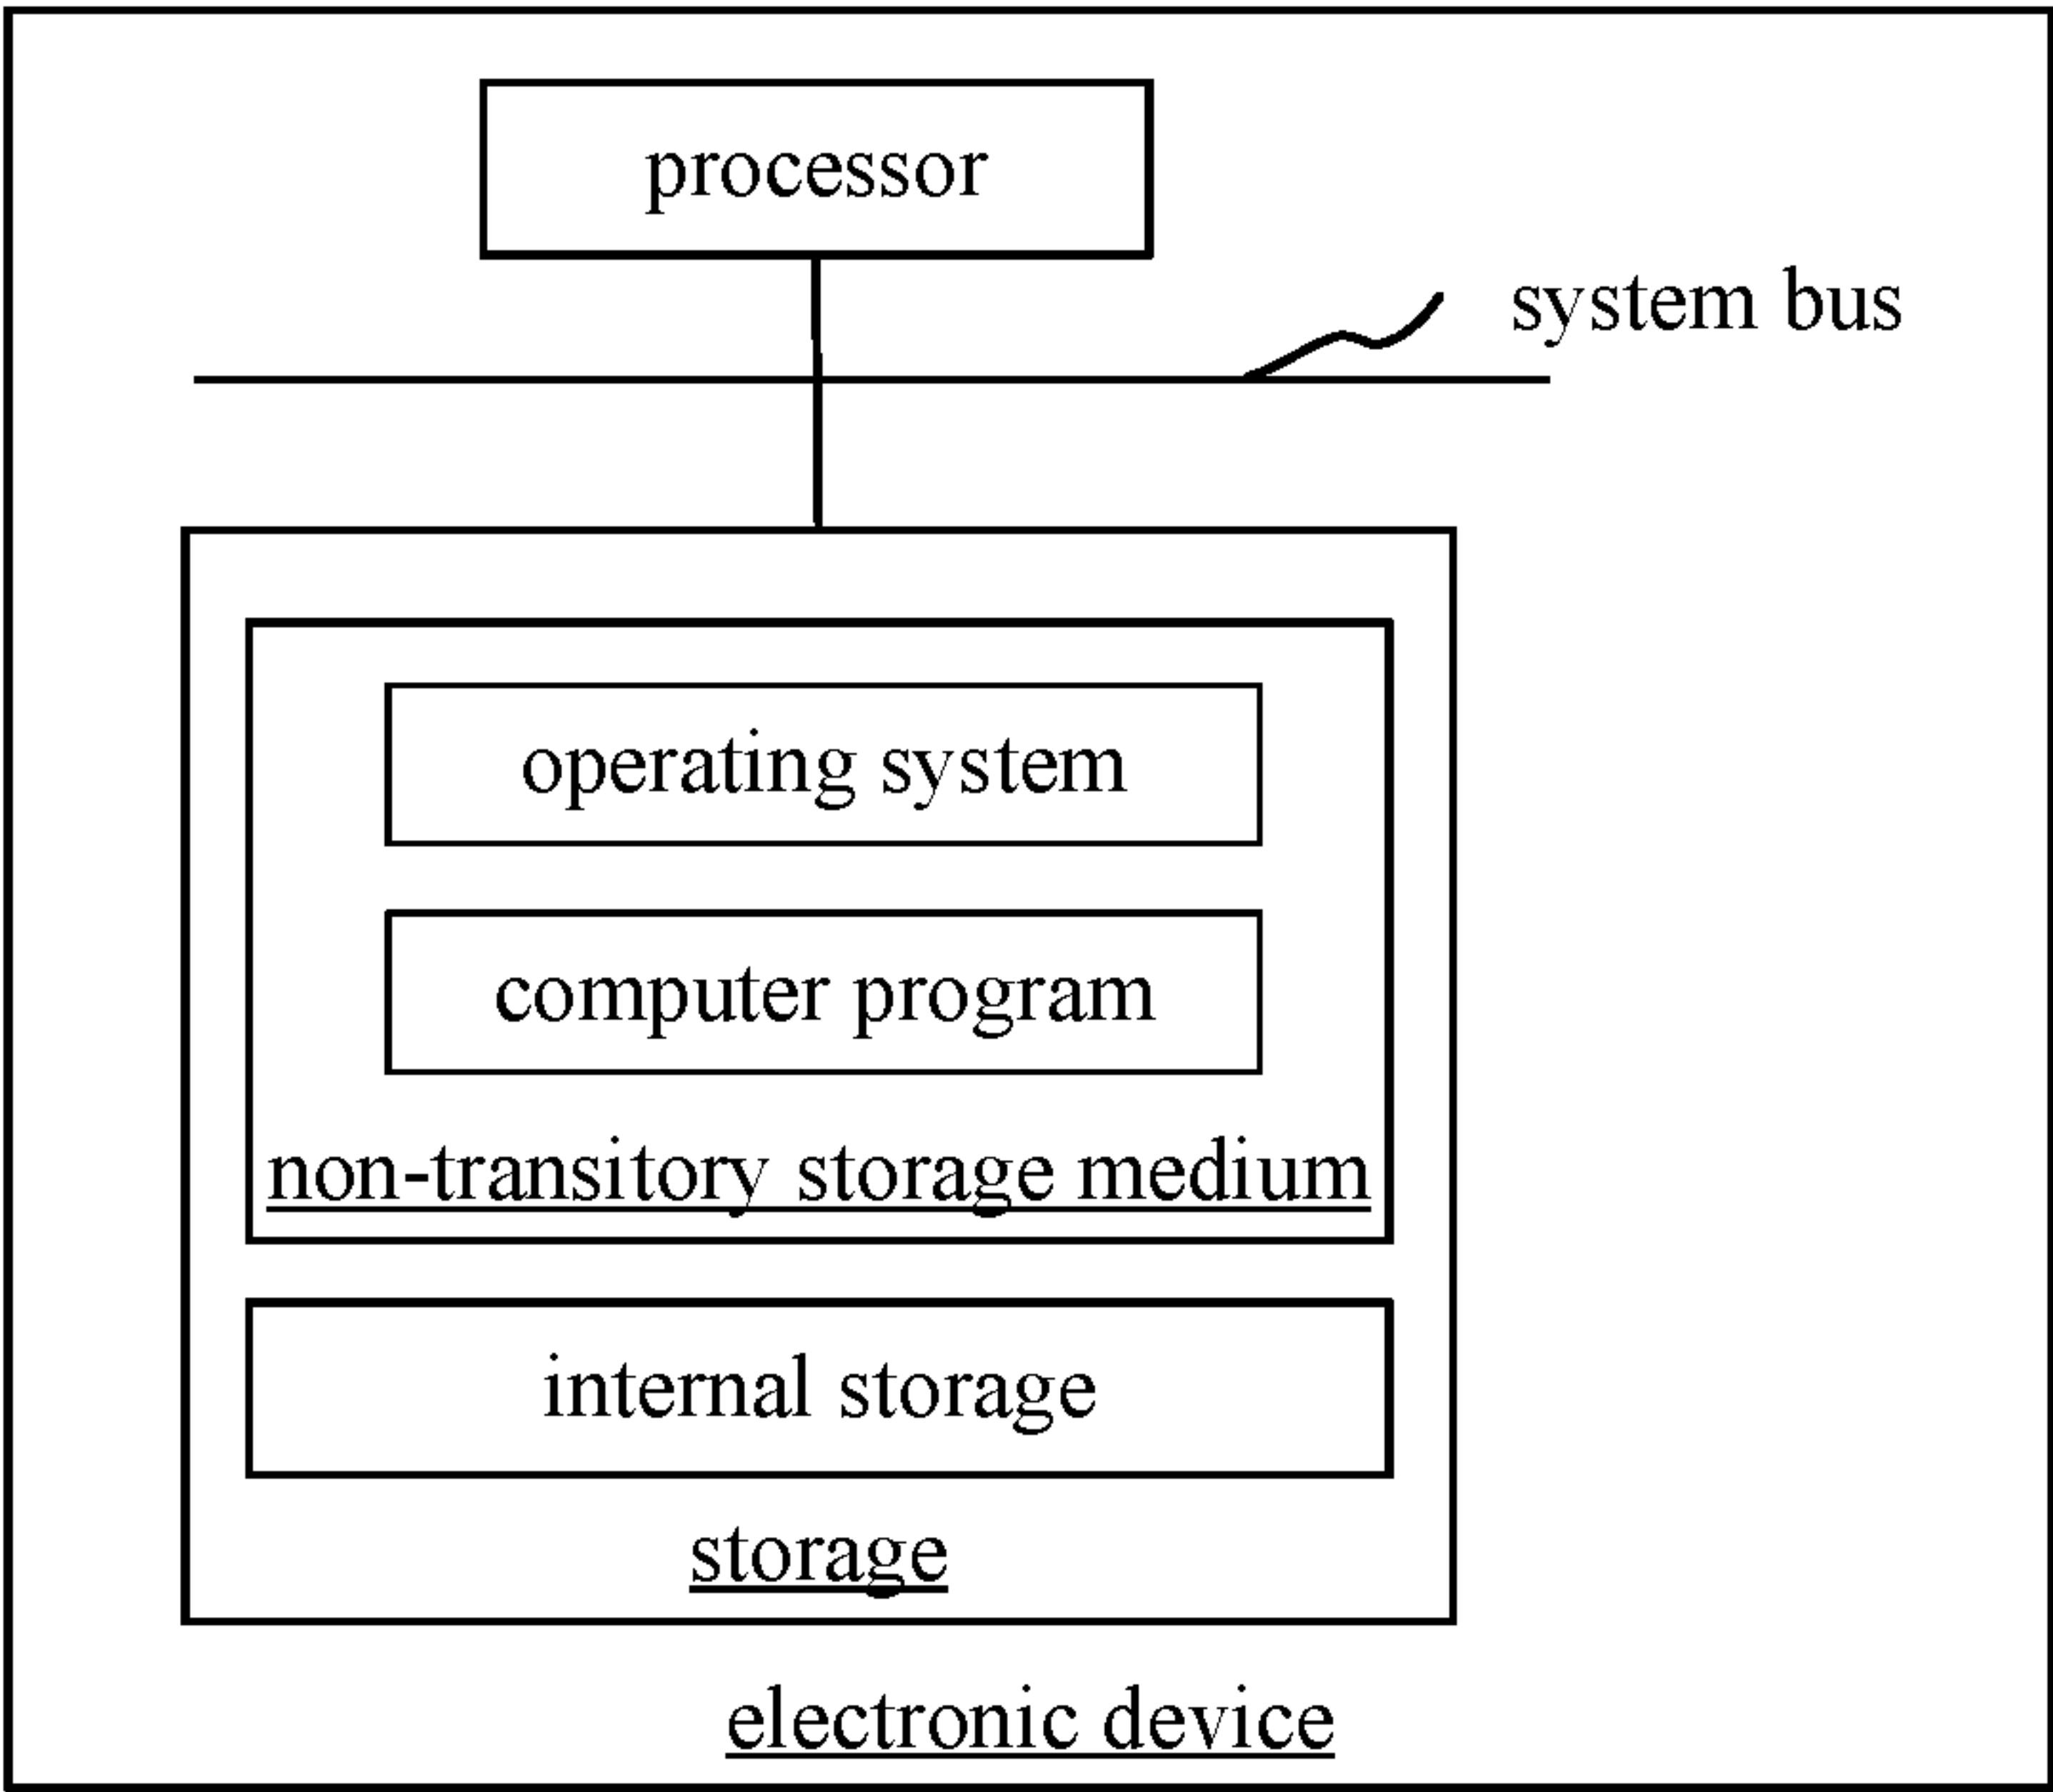 processor
system bus
operating system
computer program
non-transitory storage medium
internal storage
storage
electronic device